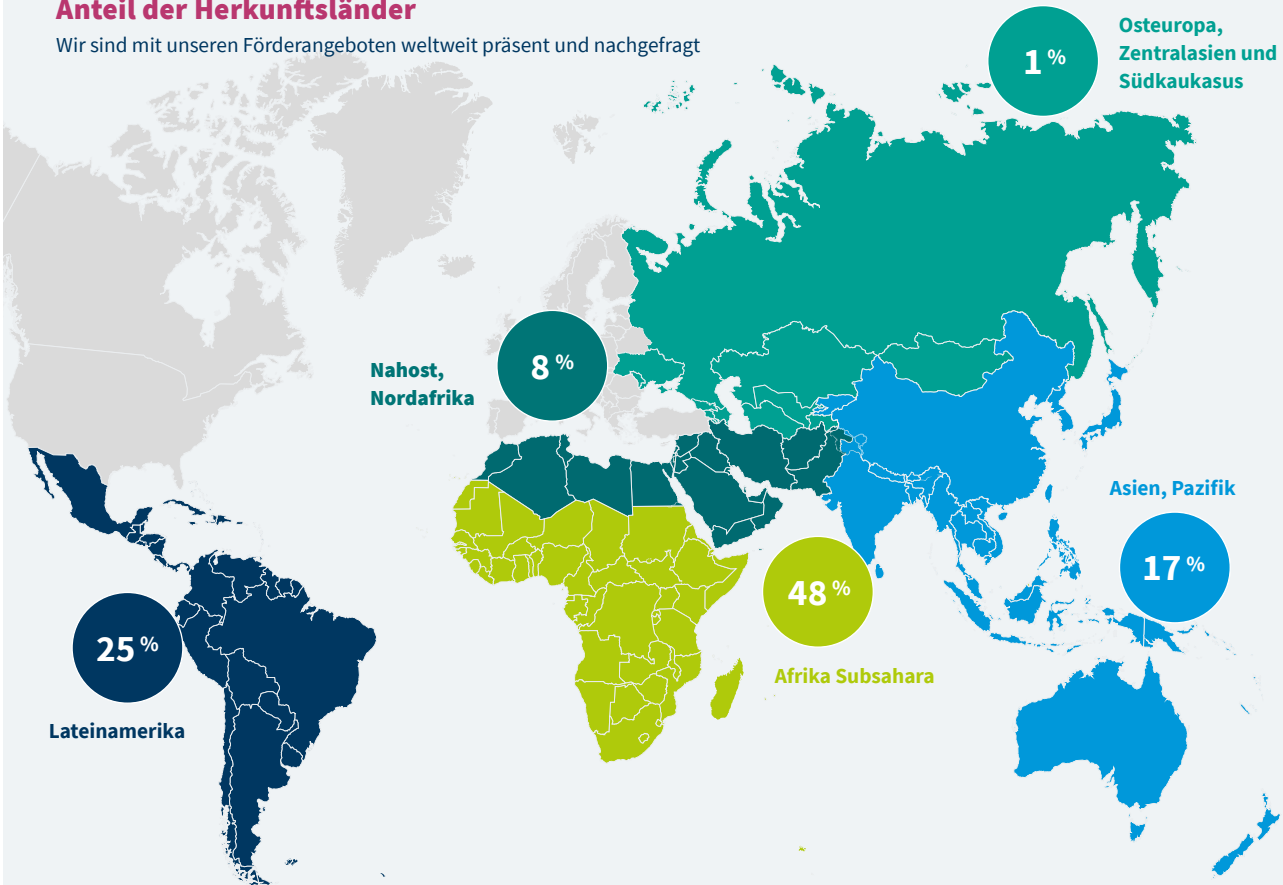 Anteil der Herkunftsländer
Wir sind mit unseren Förderangeboten weltweit präsent und nachgefragt
1 %
Osteuropa,
Zentralasien und
Südkaukasus
Nahost,
Nordafrika
8 %
Asien, Pazifik
17 %
48 %
Afrika Subsahara
25 %
Lateinamerika